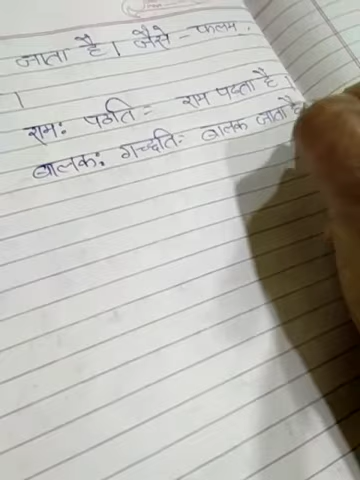 जाता है। जैसे - फलम्
।
रामः पठति - राम पढ़ता है।
बालकः गच्छति - बालक जाता है